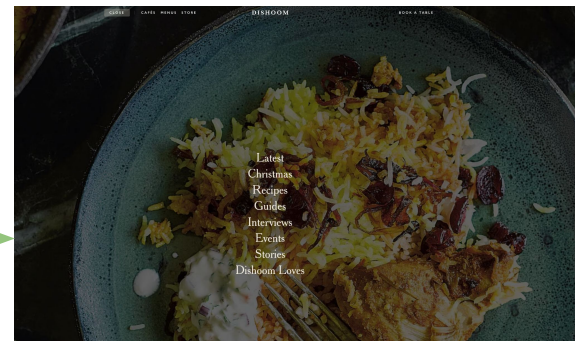 CLOSE CAFÉS MENUS STORE DISHOOM BOOK A TABLE
Latest
Christmas
Recipes
Guides
Interviews
Events
Stories
Dishoom Loves